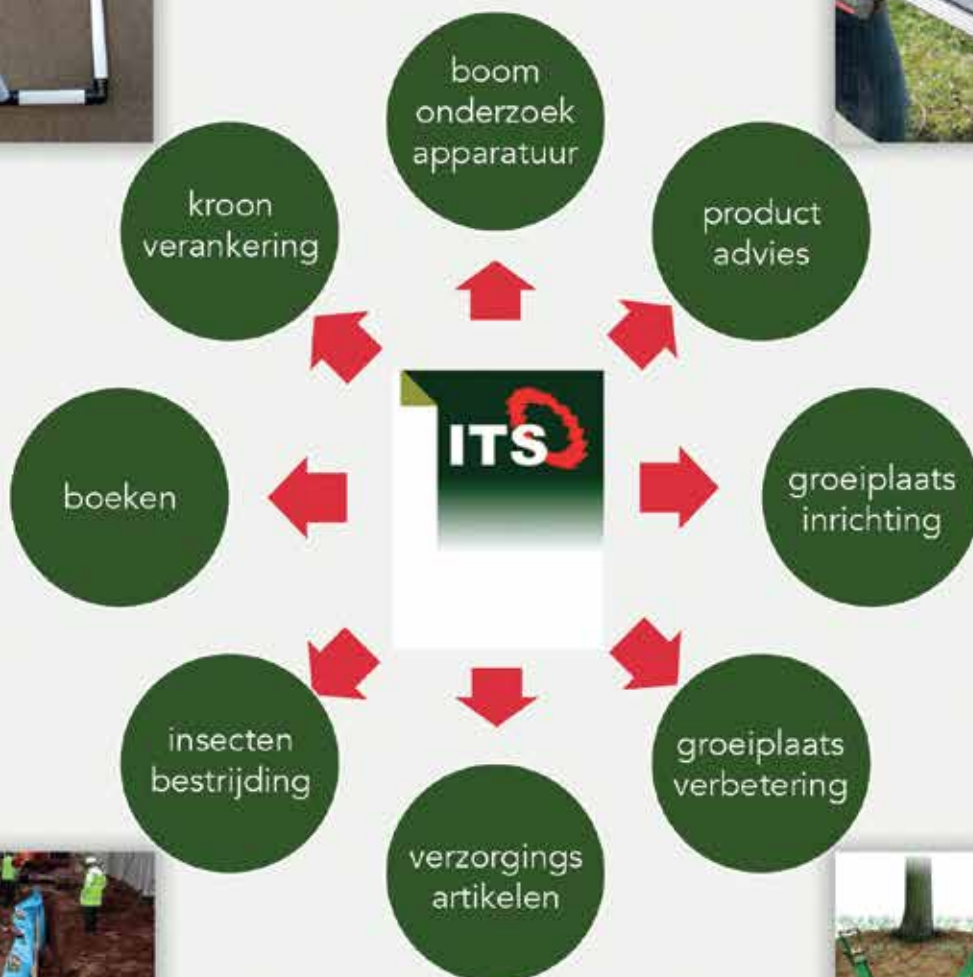 boom
onderzoek
apparatuur
kroon
verankering
product
advies
ITS
boeken
groeiplaats
inrichting
insecten
bestrijding
groeiplaats
verbetering
verzorgings
artikelen